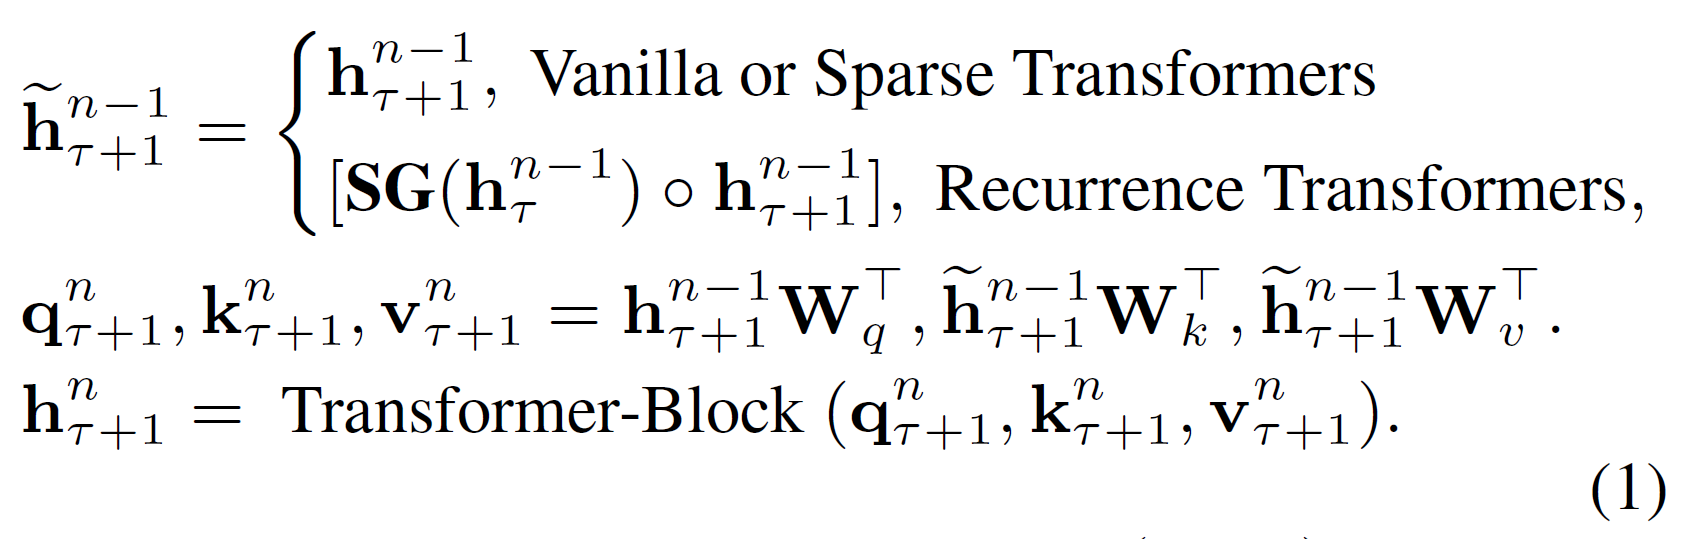 $\widetilde{\mathbf{h}}_{\tau+1}^{n-1} = \begin{cases} \mathbf{h}_{\tau+1}^{n-1}, \text{ Vanilla or Sparse Transformers} \\ [\mathbf{SG}(\mathbf{h}_{\tau}^{n-1}) \circ \mathbf{h}_{\tau+1}^{n-1}], \text{ Recurrence Transformers,} \end{cases}$
$\mathbf{q}_{\tau+1}^{n}, \mathbf{k}_{\tau+1}^{n}, \mathbf{v}_{\tau+1}^{n} = \mathbf{h}_{\tau+1}^{n-1}\mathbf{W}_{q}^{\top}, \widetilde{\mathbf{h}}_{\tau+1}^{n-1}\mathbf{W}_{k}^{\top}, \widetilde{\mathbf{h}}_{\tau+1}^{n-1}\mathbf{W}_{v}^{\top}.$
$\mathbf{h}_{\tau+1}^{n} = \text{ Transformer-Block } (\mathbf{q}_{\tau+1}^{n}, \mathbf{k}_{\tau+1}^{n}, \mathbf{v}_{\tau+1}^{n}).$
(1)